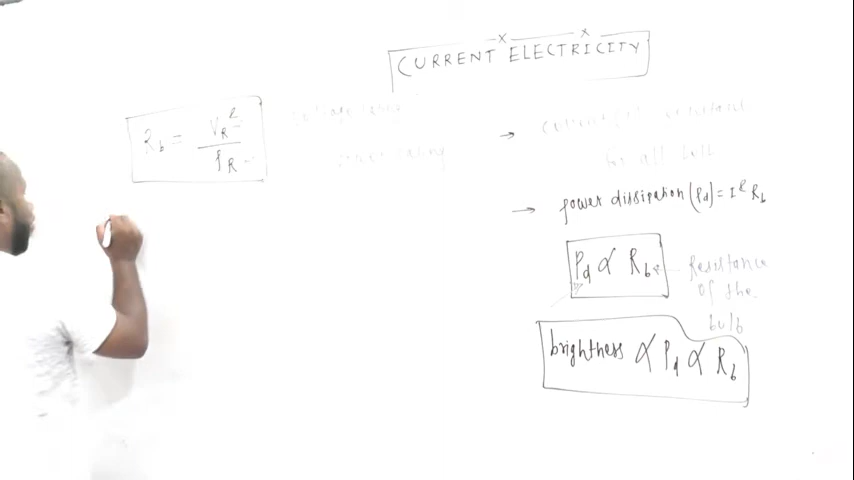 CURRENT ELECTRICITY
R_b = V_R^2 / P_R
voltage rating
power rating
→ current is constant
for all bulb
→ power dissipation (P_d) = I^2 R_b
P_d ∝ R_b
Resistance
of the
bulb
brightness ∝ P_d ∝ R_b